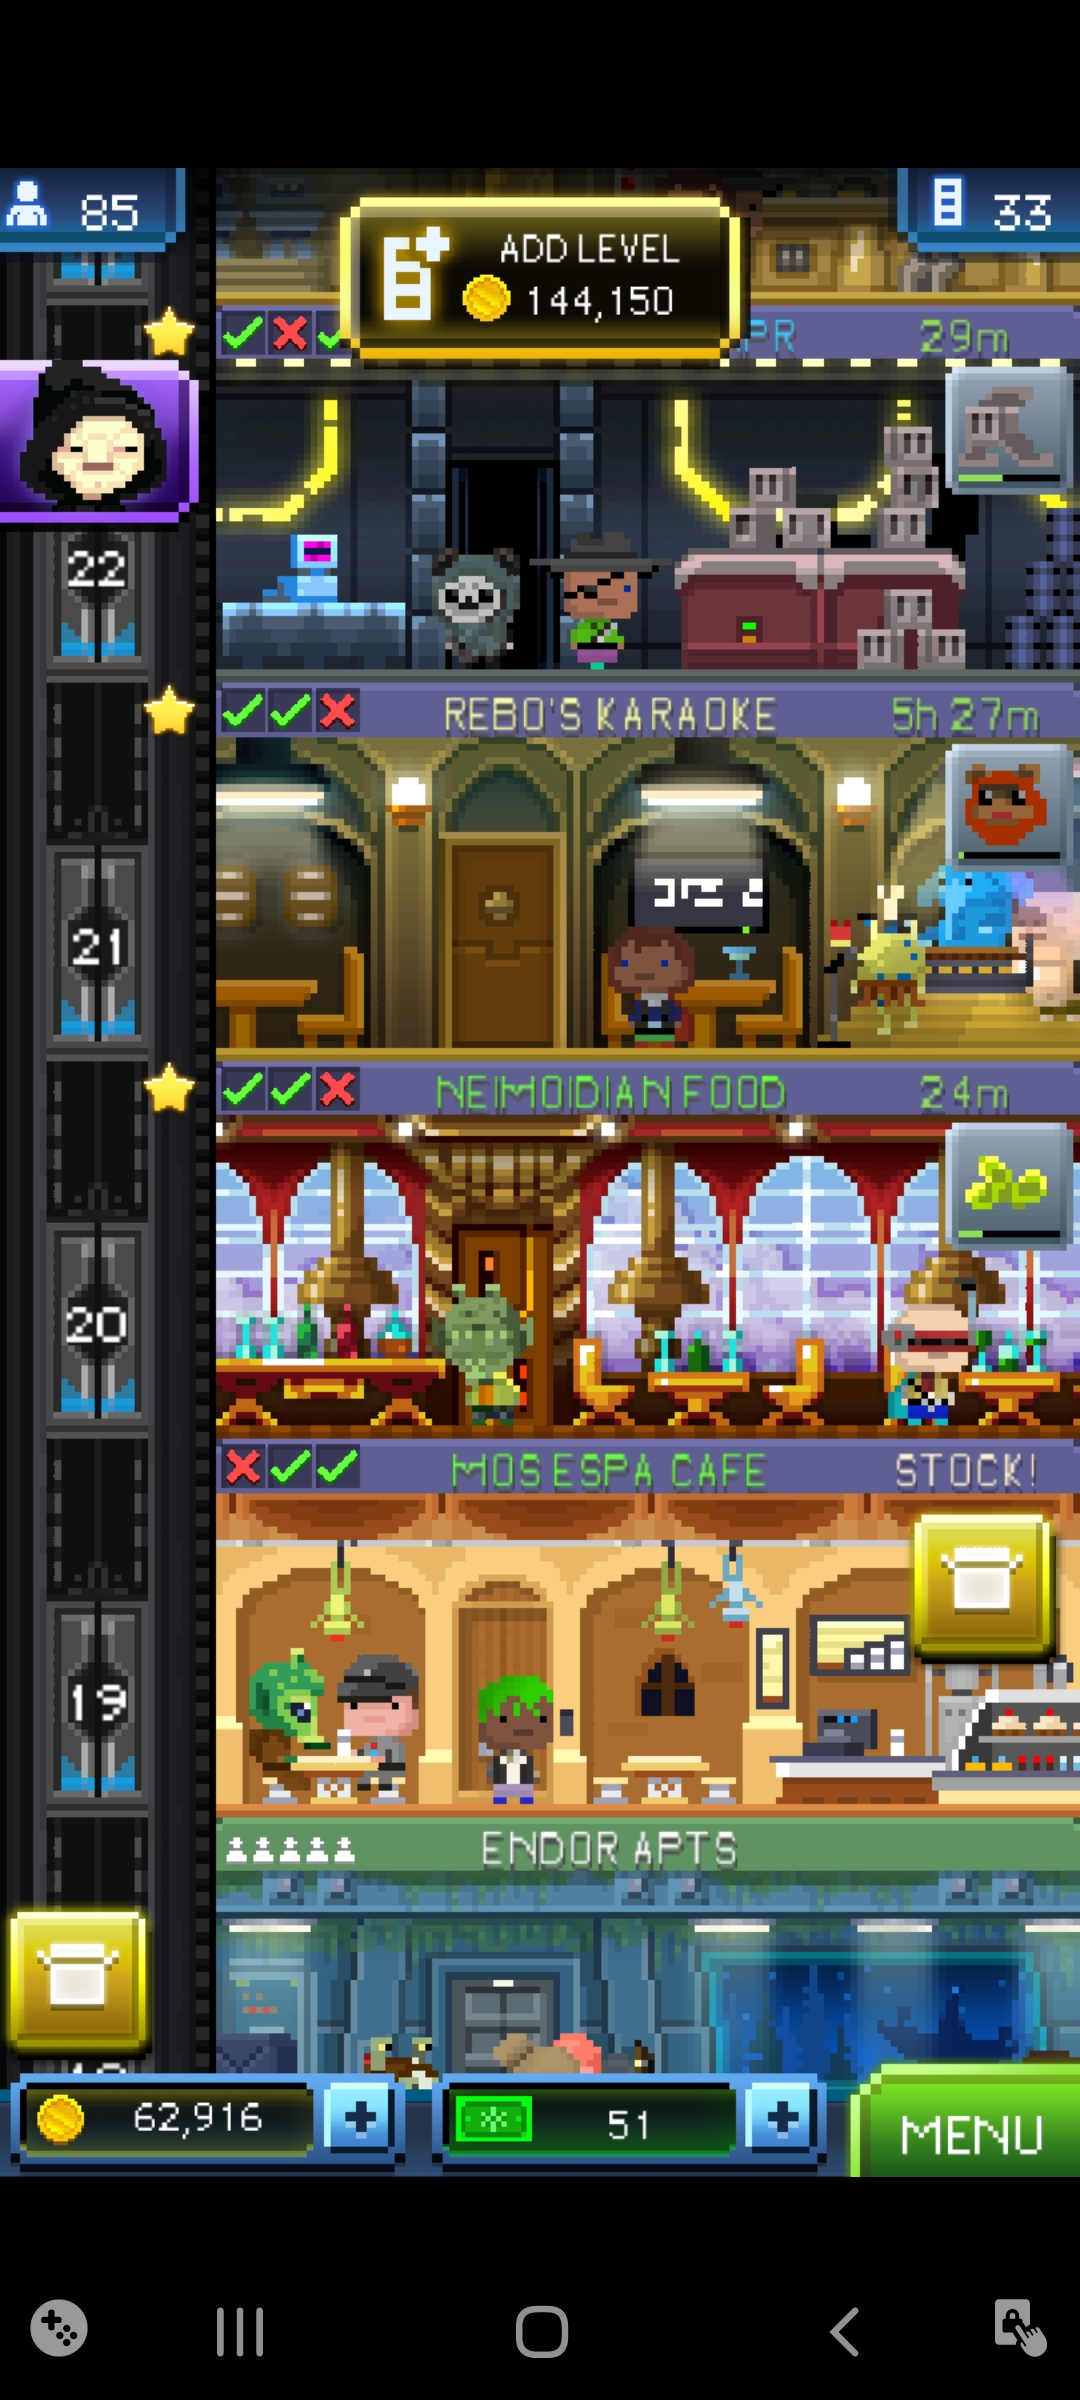 85
33
ADD LEVEL
144,150
PR 29m
22
REBO'S KARAOKE 5h 27m
21
NEIMOIDIAN FOOD 24m
20
MOS ESPA CAFE STOCK!
19
ENDOR APTS
62,916
51
MENU